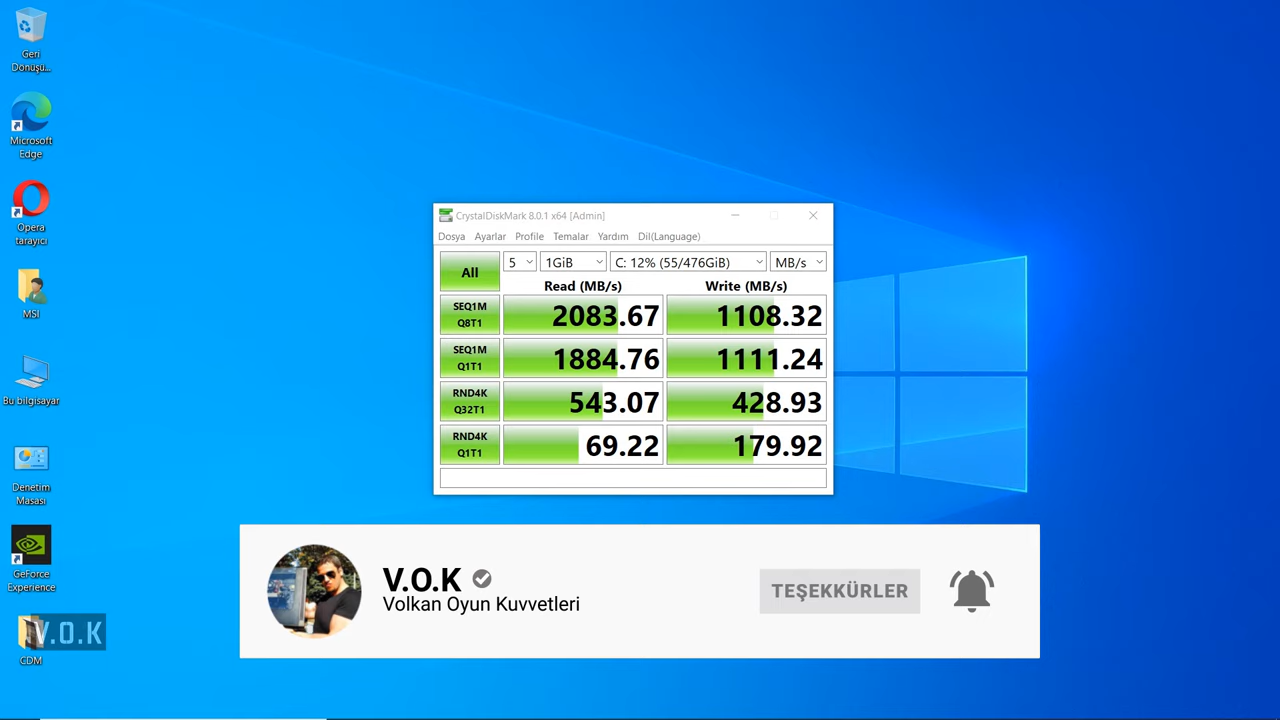 Geri
Dönüşü...
Microsoft
Edge
Opera
tarayıcı
MSI
Bu bilgisayar
Denetim
Masası
GeForce
Experience
CDM
V.O.K
CrystalDiskMark 8.0.1 x64 [Admin]
Dosya Ayarlar Profile Temalar Yardım Dil(Language)
All 5 1GiB C: 12% (55/476GiB) MB/s
Read (MB/s) Write (MB/s)
SEQ1M
Q8T1 2083.67 1108.32
SEQ1M
Q1T1 1884.76 1111.24
RND4K
Q32T1 543.07 428.93
RND4K
Q1T1 69.22 179.92
V.O.K
Volkan Oyun Kuvvetleri
TEŞEKKÜRLER